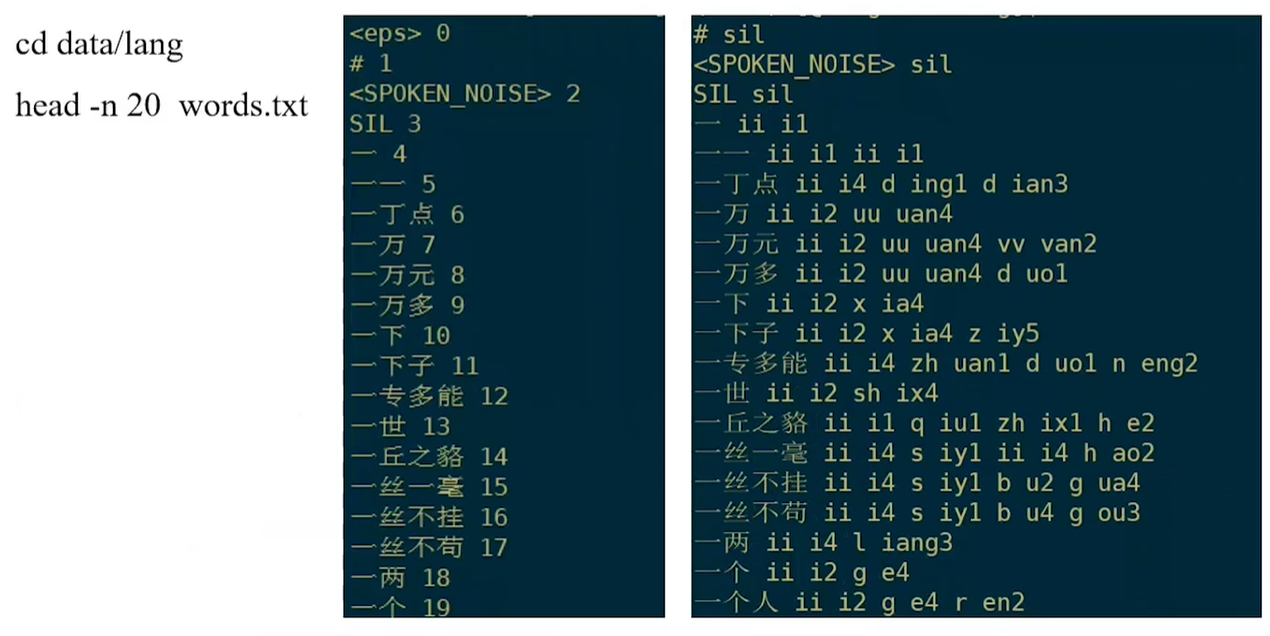 cd data/lang
head -n 20 words.txt
<eps> 0
# 1
<SPOKEN_NOISE> 2
SIL 3
一 4
一一 5
一丁点 6
一万 7
一万元 8
一万多 9
一下 10
一下子 11
一专多能 12
一世 13
一丘之貉 14
一丝一毫 15
一丝不挂 16
一丝不苟 17
一两 18
一个 19
# sil
<SPOKEN_NOISE> sil
SIL sil
一 ii i1
一一 ii i1 ii i1
一丁点 ii i4 d ing1 d ian3
一万 ii i2 uu uan4
一万元 ii i2 uu uan4 vv van2
一万多 ii i2 uu uan4 d uo1
一下 ii i2 x ia4
一下子 ii i2 x ia4 z iy5
一专多能 ii i4 zh uan1 d uo1 n eng2
一世 ii i2 sh ix4
一丘之貉 ii i1 q iu1 zh ix1 h e2
一丝一毫 ii i4 s iy1 ii i4 h ao2
一丝不挂 ii i4 s iy1 b u2 g ua4
一丝不苟 ii i4 s iy1 b u4 g ou3
一两 ii i4 l iang3
一个 ii i2 g e4
一个人 ii i2 g e4 r en2